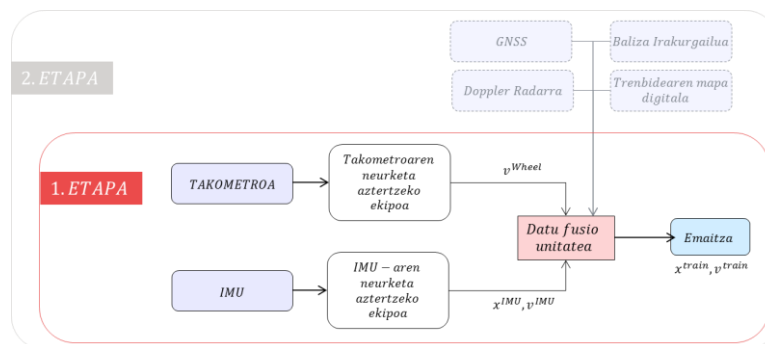 GNSS
Baliza Irakurgailua
2. ETAPA
Doppler Radarra
Trenbidearen mapa
digitala
1. ETAPA
TAKOMETROA
Takometroaren
neurketa
aztertzeko
ekipoa
v^{Wheel}
Datu fusio
unitatea
Emaitza
x^{train}, v^{train}
IMU
IMU − aren
neurketa
aztertzeko
ekipoa
x^{IMU}, v^{IMU}